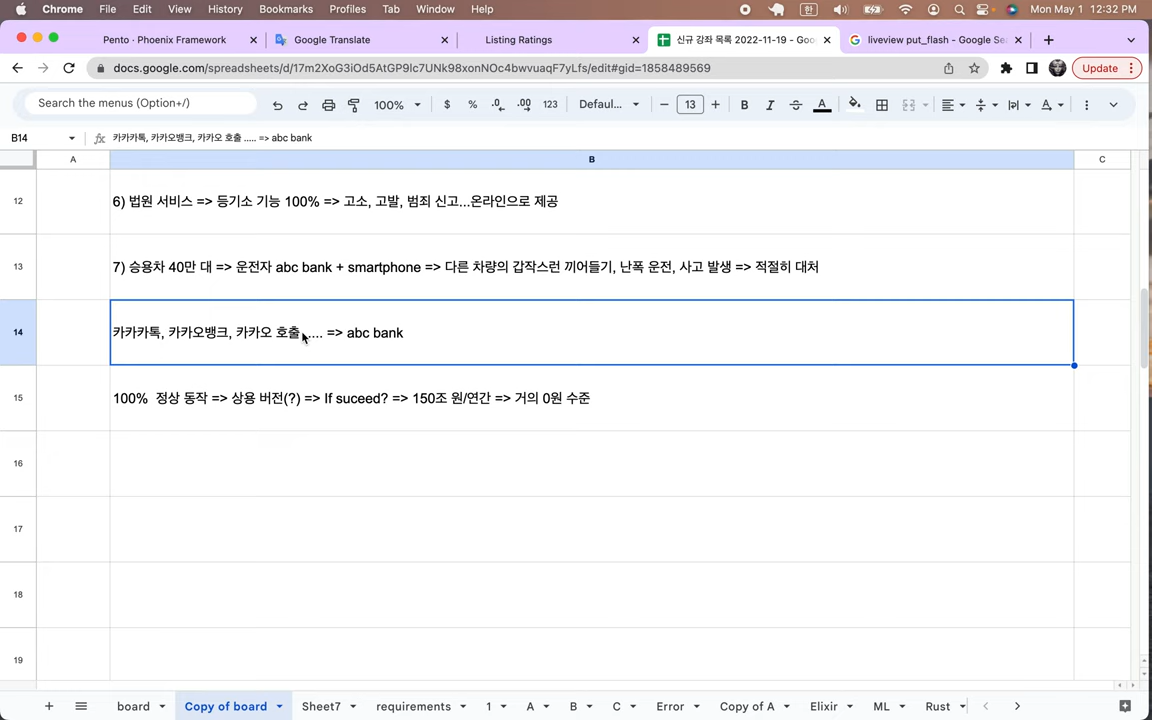 Chrome File Edit View History Bookmarks Profiles Tab Window Help 한 Mon May 1 12:32 PM
Pento · Phoenix Framework Google Translate Listing Ratings 신규 강좌 목록 2022-11-19 - Goo liveview put_flash - Google Se
docs.google.com/spreadsheets/d/17m2XoG3iOd5AtGP9lc7UNk98xonNOc4bwvuaqF7yLfs/edit#gid=1858489569 Update
Search the menus (Option+/) 100% $ % .0 .00 123 Defaul... 13 B I S A
B14 fx 카카카톡, 카카오뱅크, 카카오 호출 ..... => abc bank
A B C
12 6) 법원 서비스 => 등기소 기능 100% => 고소, 고발, 범죄 신고...온라인으로 제공
13 7) 승용차 40만 대 => 운전자 abc bank + smartphone => 다른 차량의 갑작스런 끼어들기, 난폭 운전, 사고 발생 => 적절히 대처
14 카카카톡, 카카오뱅크, 카카오 호출 ..... => abc bank
15 100% 정상 동작 => 상용 버전(?) => If suceed? => 150조 원/연간 => 거의 0원 수준
16
17
18
19
board Copy of board Sheet7 requirements 1 A B C Error Copy of A Elixir ML Rust